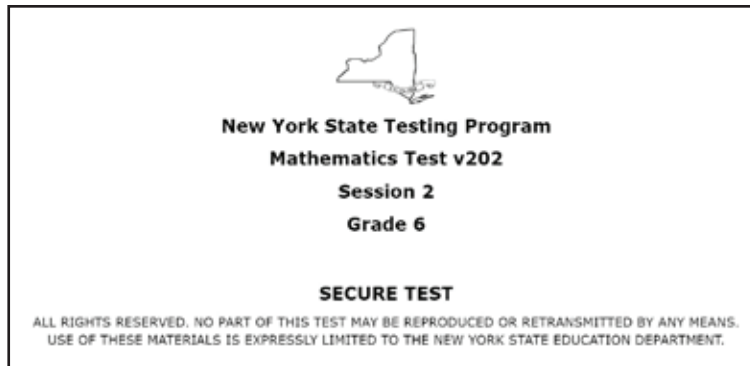 New York State Testing Program
Mathematics Test v202
Session 2
Grade 6
SECURE TEST
ALL RIGHTS RESERVED. NO PART OF THIS TEST MAY BE REPRODUCED OR RETRANSMITTED BY ANY MEANS.
USE OF THESE MATERIALS IS EXPRESSLY LIMITED TO THE NEW YORK STATE EDUCATION DEPARTMENT.